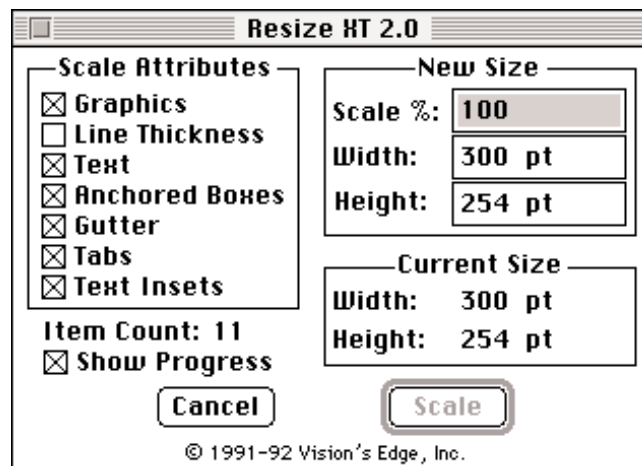 Resize XT 2.0
Scale Attributes
Graphics
Line Thickness
Text
Anchored Boxes
Gutter
Tabs
Text Insets
Item Count: 11
Show Progress
New Size
Scale %: 100
Width: 300 pt
Height: 254 pt
Current Size
Width: 300 pt
Height: 254 pt
Cancel
Scale
© 1991-92 Vision's Edge, Inc.